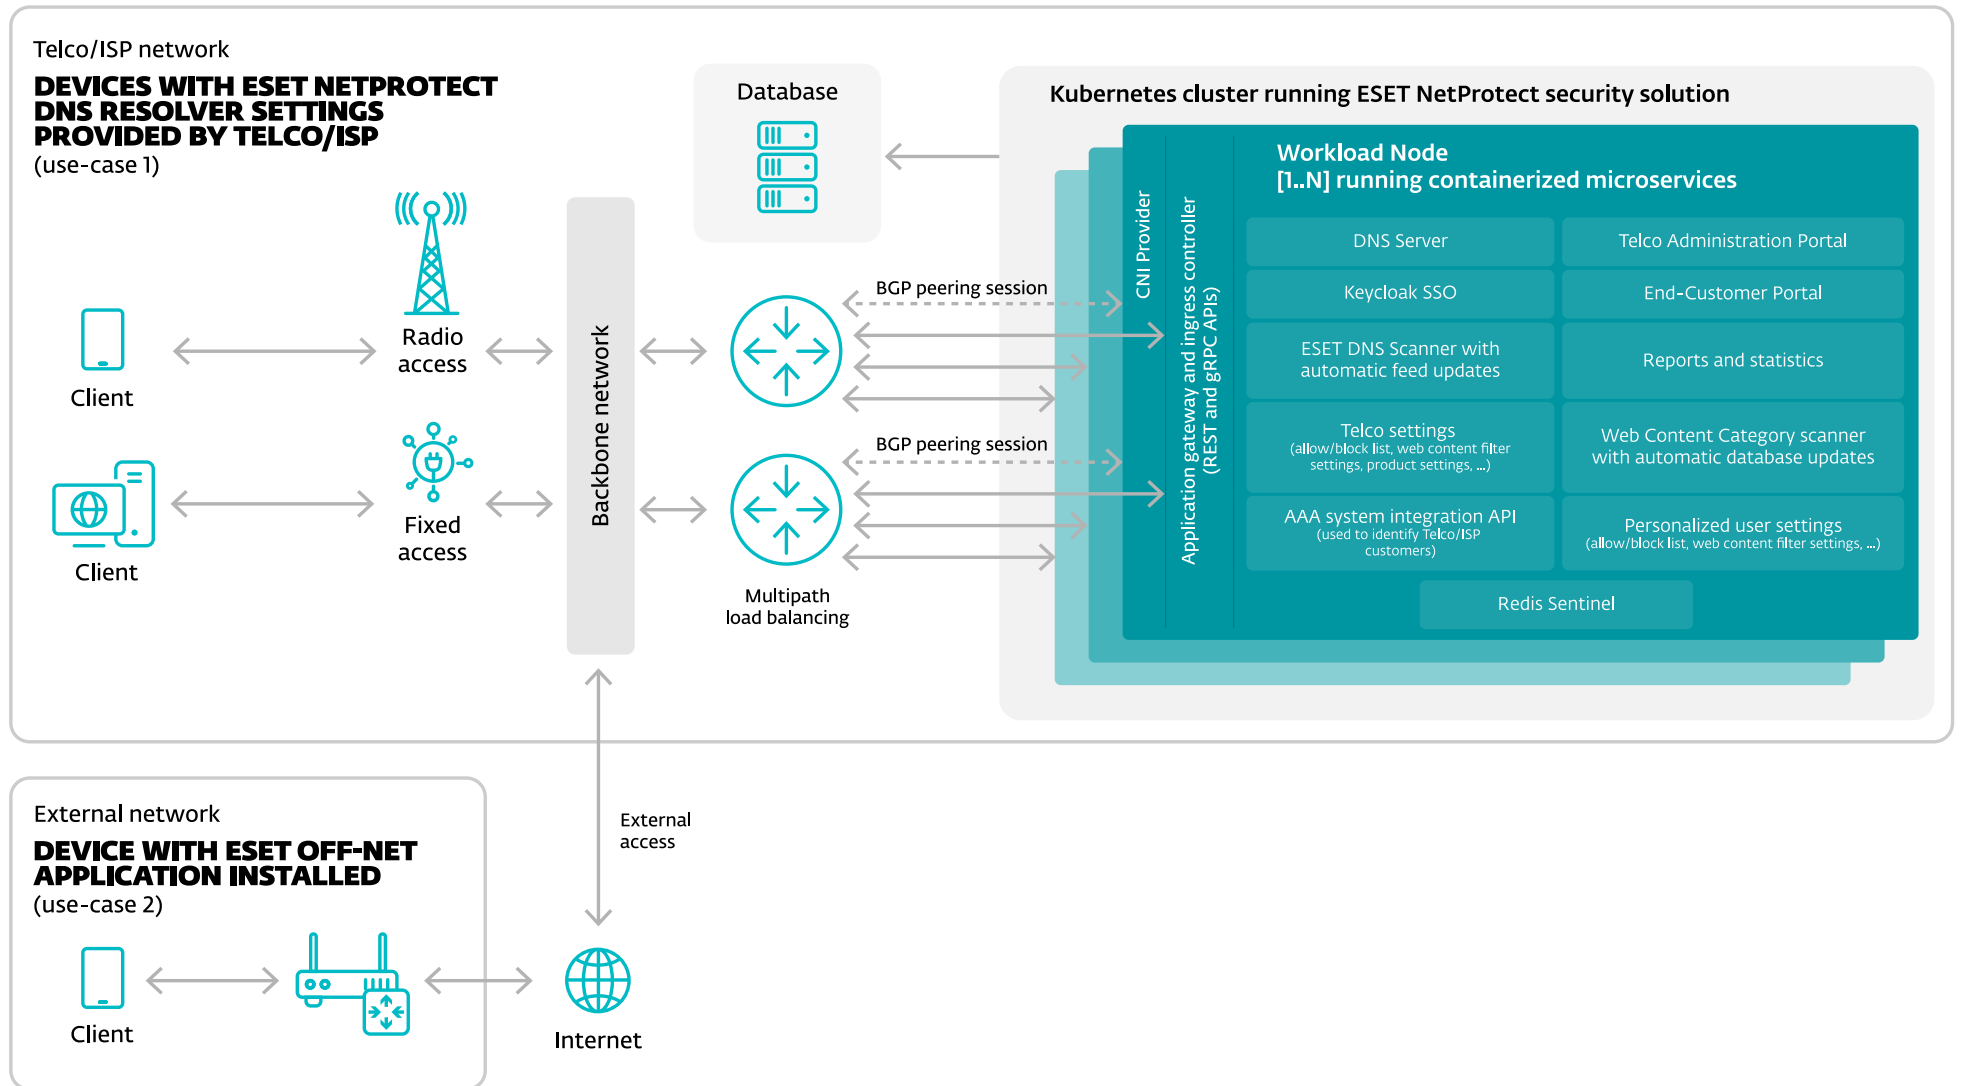 Telco/ISP network
DEVICES WITH ESET NETPROTECT
DNS RESOLVER SETTINGS
PROVIDED BY TELCO/ISP
(use-case 1)
Client
Radio
access
Client
Fixed
access
Backbone network
Database
BGP peering session
BGP peering session
Multipath
load balancing
Kubernetes cluster running ESET NetProtect security solution
CNI Provider
Application gateway and ingress controller
(REST and gRPC APIs)
Workload Node
[1..N] running containerized microservices
DNS Server
Telco Administration Portal
Keycloak SSO
End-Customer Portal
ESET DNS Scanner with
automatic feed updates
Reports and statistics
Telco settings
(allow/block list, web content filter
settings, product settings, ...)
Web Content Category scanner
with automatic database updates
AAA system integration API
(used to identify Telco/ISP
customers)
Personalized user settings
(allow/block list, web content filter settings, ...)
Redis Sentinel
External network
DEVICE WITH ESET OFF-NET
APPLICATION INSTALLED
(use-case 2)
Client
External
access
Internet